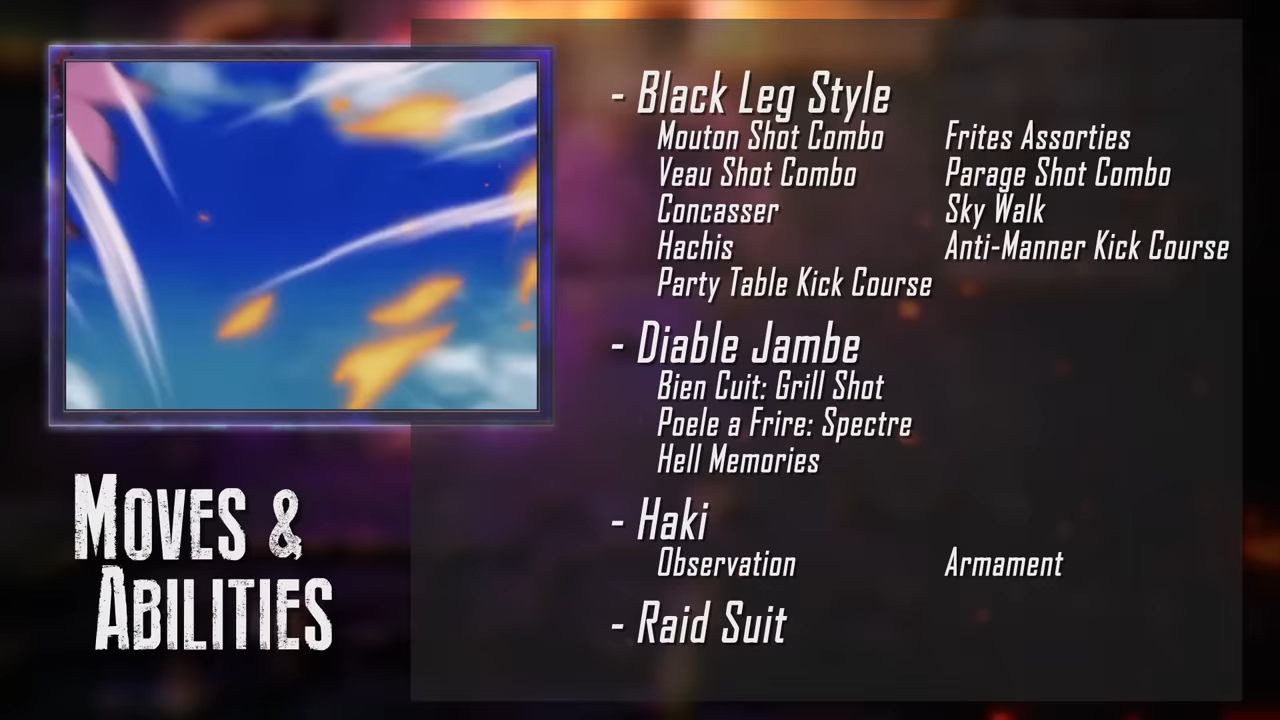 Moves &
Abilities
- Black Leg Style
Mouton Shot Combo
Frites Assorties
Veau Shot Combo
Parage Shot Combo
Concasser
Sky Walk
Hachis
Anti-Manner Kick Course
Party Table Kick Course
- Diable Jambe
Bien Cuit: Grill Shot
Poele a Frire: Spectre
Hell Memories
- Haki
Observation
Armament
- Raid Suit